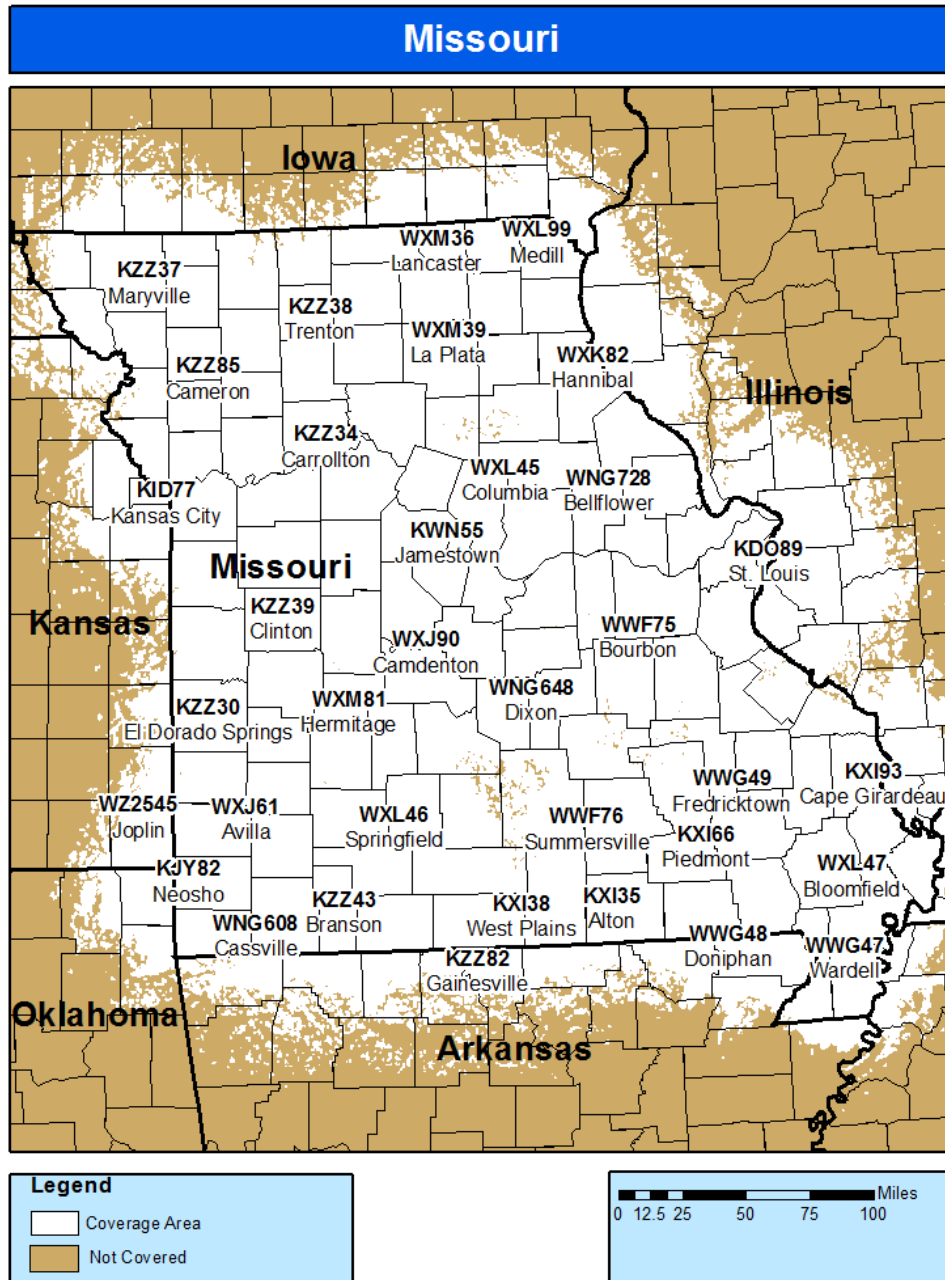 Missouri
Iowa
WXM36
Lancaster
WXL99
Medill
KZZ37
Maryville
KZZ38
Trenton
WXM39
La Plata
WXK82
Hannibal
KZZ85
Cameron
Illinois
KZZ34
Carrollton
WXL45
Columbia
WNG728
Bellflower
KID77
Kansas City
KWN55
Jamestown
KDO89
St. Louis
Missouri
Kansas
KZZ39
Clinton
WXJ90
Camdenton
WWF75
Bourbon
WNG648
Dixon
KZZ30
El Dorado Springs
WXM81
Hermitage
WWG49
Fredricktown
KXI93
Cape Girardeau
WZ2545
Joplin
WXJ61
Avilla
WXL46
Springfield
WWF76
Summersville
KXI66
Piedmont
KJY82
Neosho
WXL47
Bloomfield
KZZ43
Branson
KXI38
West Plains
KXI35
Alton
WNG608
Cassville
WWG48
Doniphan
WWG47
Wardell
KZZ82
Gainesville
Oklahoma
Arkansas
Legend
Coverage Area
Not Covered
Miles
0 12.5 25 50 75 100